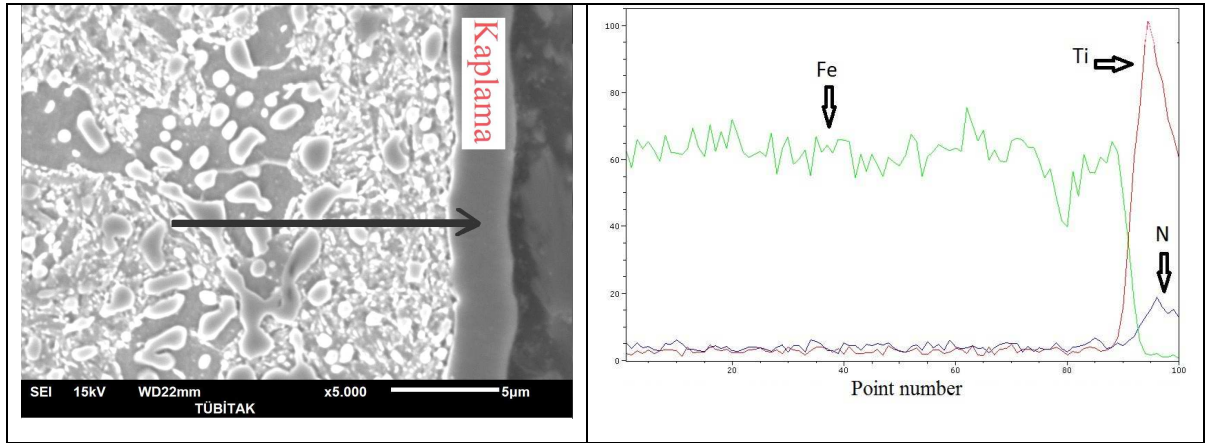 Kaplama
SEI 15kV WD22mm x5.000 5µm
TÜBİTAK
100
80
60
40
20
0
Fe
Ti
N
20 40 60 80 100
Point number